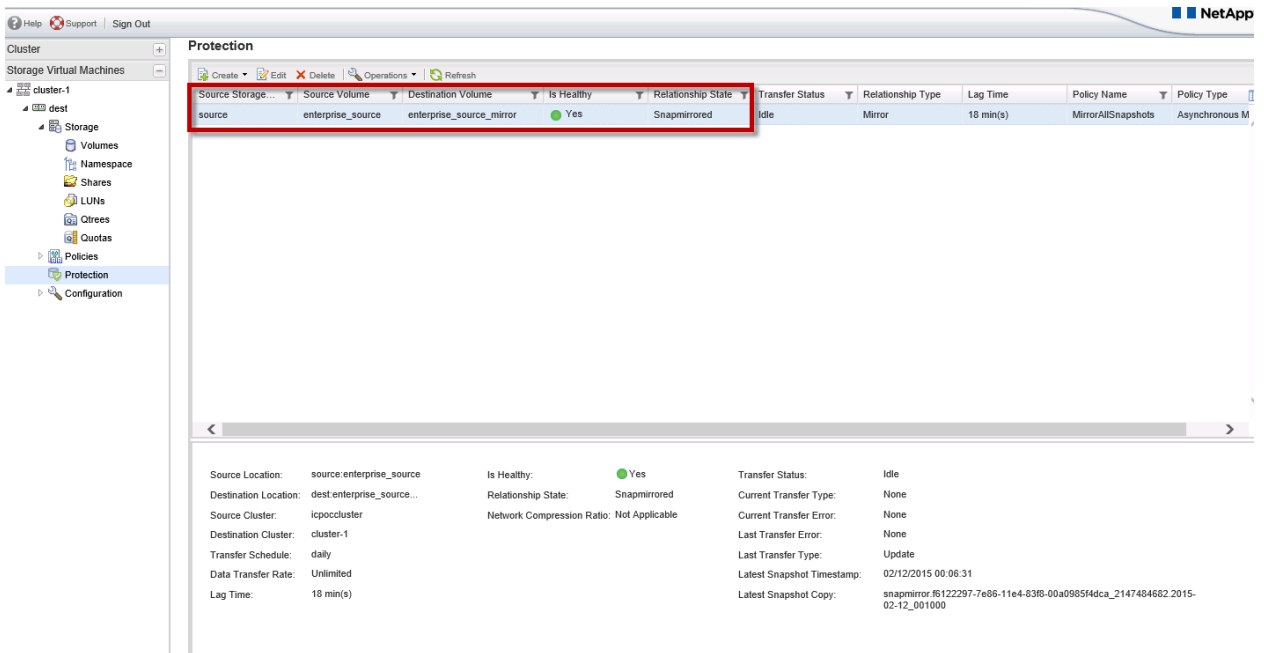 NetApp
Help Support Sign Out
Cluster
Storage Virtual Machines
cluster-1
dest
Storage
Volumes
Namespace
Shares
LUNs
Qtrees
Quotas
Policies
Protection
Configuration
Protection
Create Edit Delete Operations Refresh
Source Storage... Source Volume Destination Volume Is Healthy Relationship State Transfer Status Relationship Type Lag Time Policy Name Policy Type
source enterprise_source enterprise_source_mirror Yes Snapmirrored Idle Mirror 18 min(s) MirrorAllSnapshots Asynchronous M
Source Location: source:enterprise_source Is Healthy: Yes Transfer Status: Idle
Destination Location: dest:enterprise_source... Relationship State: Snapmirrored Current Transfer Type: None
Source Cluster: icpoccluster Network Compression Ratio: Not Applicable Current Transfer Error: None
Destination Cluster: cluster-1 Last Transfer Error: None
Transfer Schedule: daily Last Transfer Type: Update
Data Transfer Rate: Unlimited Latest Snapshot Timestamp: 02/12/2015 00:06:31
Lag Time: 18 min(s) Latest Snapshot Copy: snapmirror.f6122297-7e86-11e4-83f8-00a0985f4dca_2147484682.2015-
02-12_001000